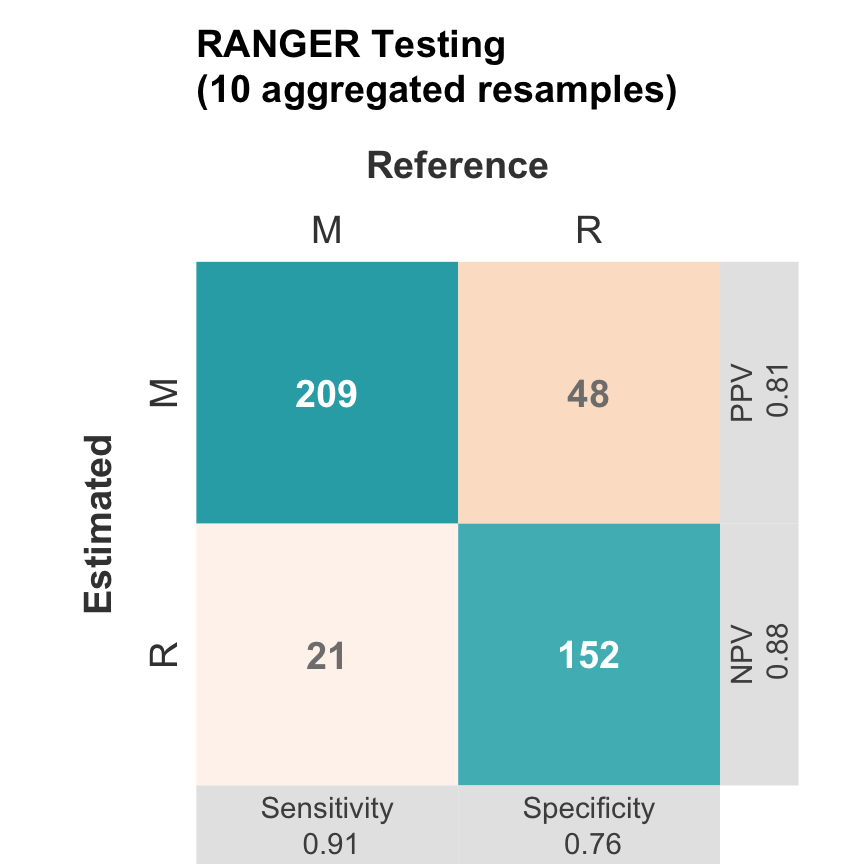 RANGER Testing
(10 aggregated resamples)
Reference
M
R
Estimated
M
209
48
PPV
0.81
R
21
152
NPV
0.88
Sensitivity
0.91
Specificity
0.76